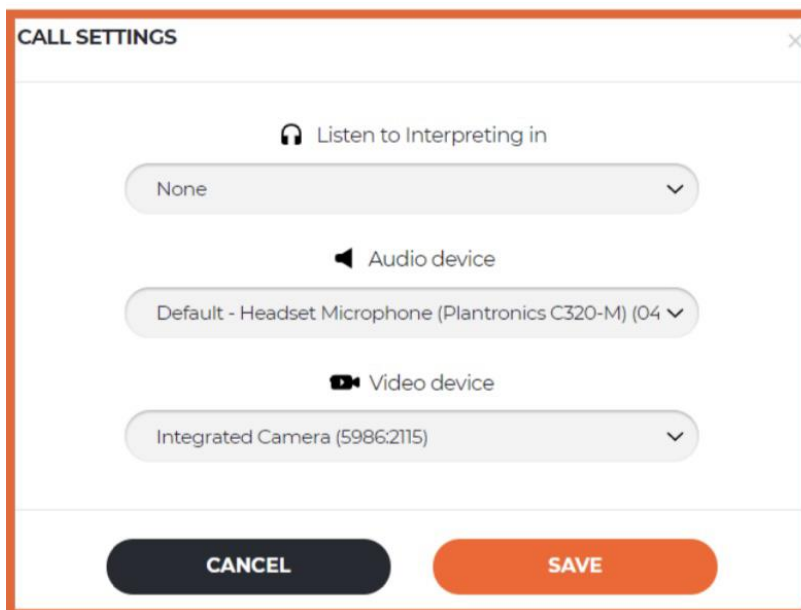 CALL SETTINGS
Listen to Interpreting in
None
Audio device
Default - Headset Microphone (Plantronics C320-M) (04
Video device
Integrated Camera (5986:2115)
CANCEL
SAVE